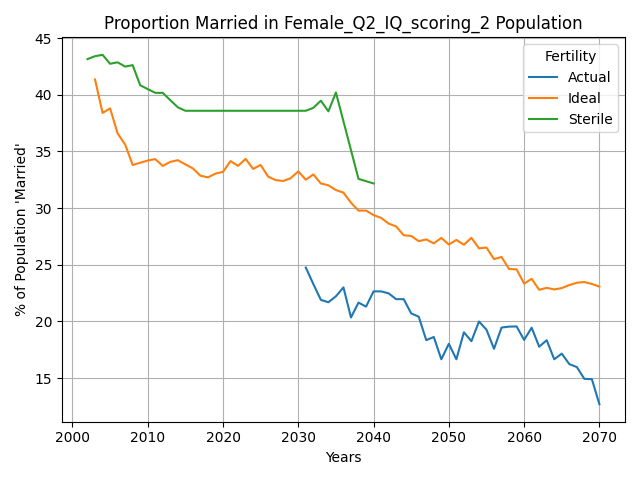 Proportion Married in Female_Q2_IQ_scoring_2 Population
% of Population 'Married'
45
40
35
30
25
20
15
Fertility
Actual
Ideal
Sterile
2000 2010 2020 2030 2040 2050 2060 2070
Years